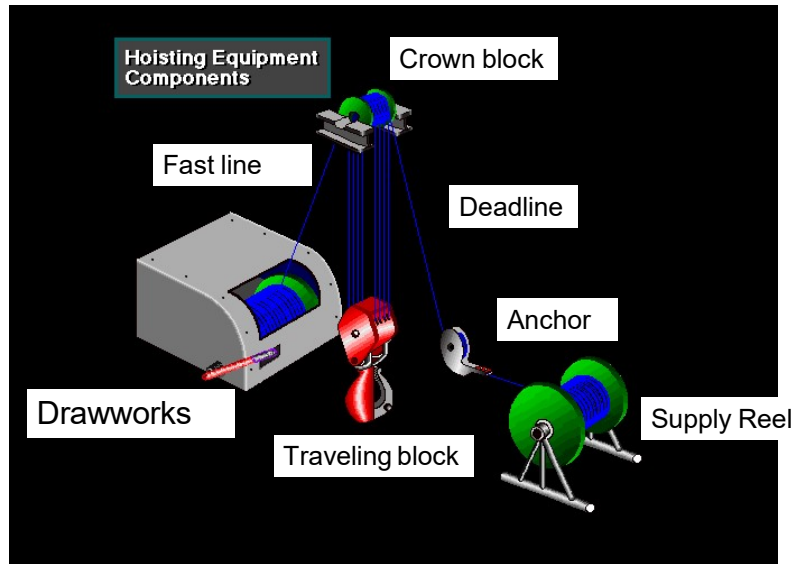 Hoisting Equipment
Components
Crown block
Fast line
Deadline
Anchor
Drawworks
Supply Reel
Traveling block